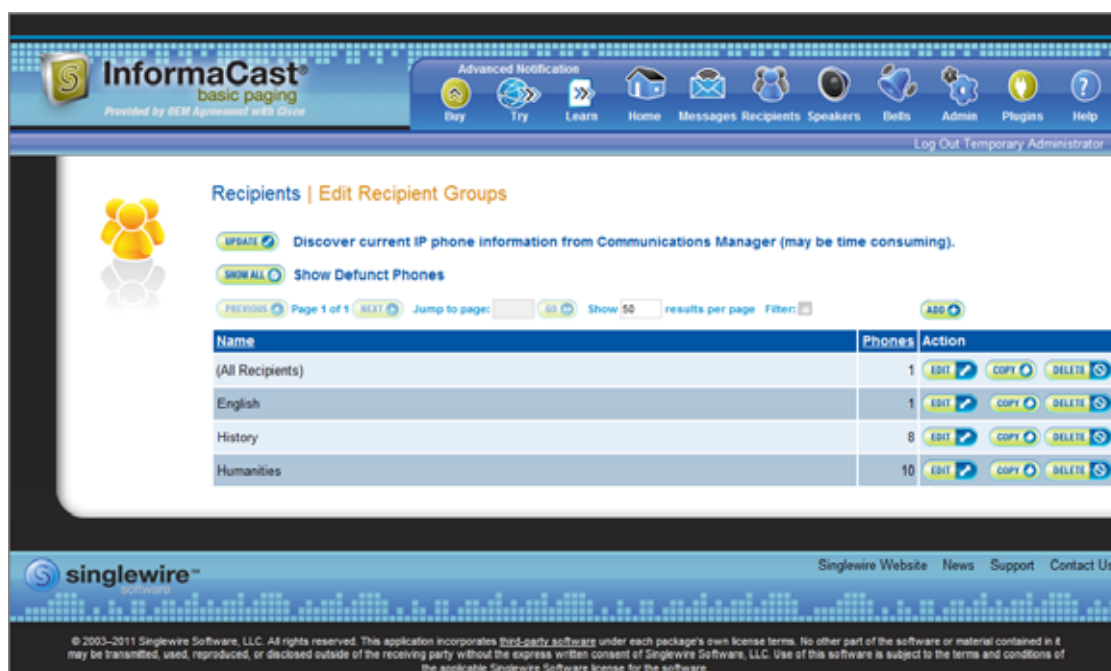 InformaCast®
basic paging
Provided by OEM Agreement with Cisco
Advanced Notification
Buy Try Learn Home Messages Recipients Speakers Bells Admin Plugins Help
Log Out Temporary Administrator
Recipients | Edit Recipient Groups
UPDATE Discover current IP phone information from Communications Manager (may be time consuming).
SHOW ALL Show Defunct Phones
PREVIOUS Page 1 of 1 NEXT Jump to page: GO Show 50 results per page Filter: ADD
Name Phones Action
(All Recipients) 1 EDIT COPY DELETE
English 1 EDIT COPY DELETE
History 8 EDIT COPY DELETE
Humanities 10 EDIT COPY DELETE
singlewire™
software
Singlewire Website News Support Contact Us
© 2003–2011 Singlewire Software, LLC. All rights reserved. This application incorporates third-party software under each package's own license terms. No other part of the software or material contained in it
may be transmitted, used, reproduced, or disclosed outside of the receiving party without the express written consent of Singlewire Software, LLC. Use of this software is subject to the terms and conditions of
the applicable Singlewire Software license for the software.